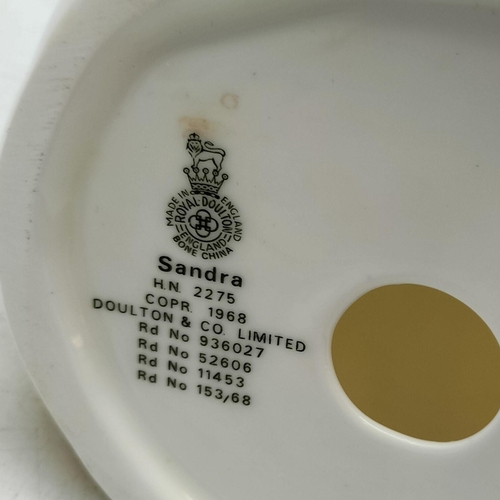 MADE IN ENGLAND
ROYAL·DOULTON
ENGLAND
BONE CHINA
Sandra
H.N. 2275
COPR. 1968
DOULTON & CO. LIMITED
Rd No 936027
Rd No 52606
Rd No 11453
Rd No 153/68